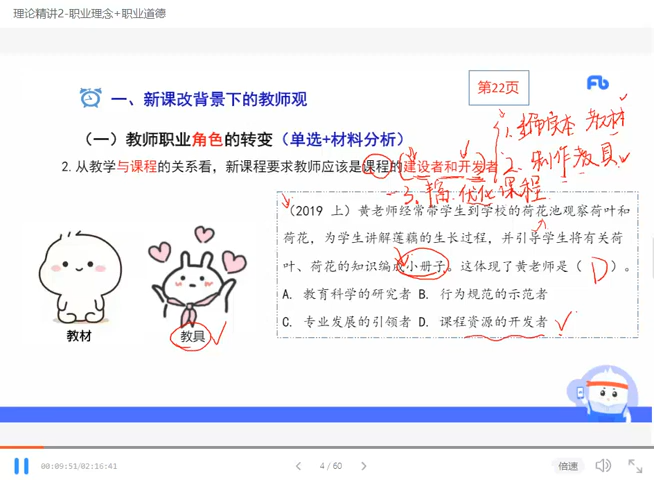 理论精讲2-职业理念+职业道德
第22页
Fb
一、新课改背景下的教师观
（一）教师职业角色的转变（单选+材料分析）
1. 教材
2. 从教学与课程的关系看，新课程要求教师应该是课程的建设者和开发者
2. 制作教具
3. 优化课程
（2019 上）黄老师经常带学生到学校的荷花池观察荷叶和
荷花，为学生讲解莲藕的生长过程，并引导学生将有关荷
叶、荷花的知识编成小册子。这体现了黄老师是（ D ）。
A. 教育科学的研究者 B. 行为规范的示范者
C. 专业发展的引领者 D. 课程资源的开发者
教材
教具
00:09:51/02:16:41
4 / 60
倍速